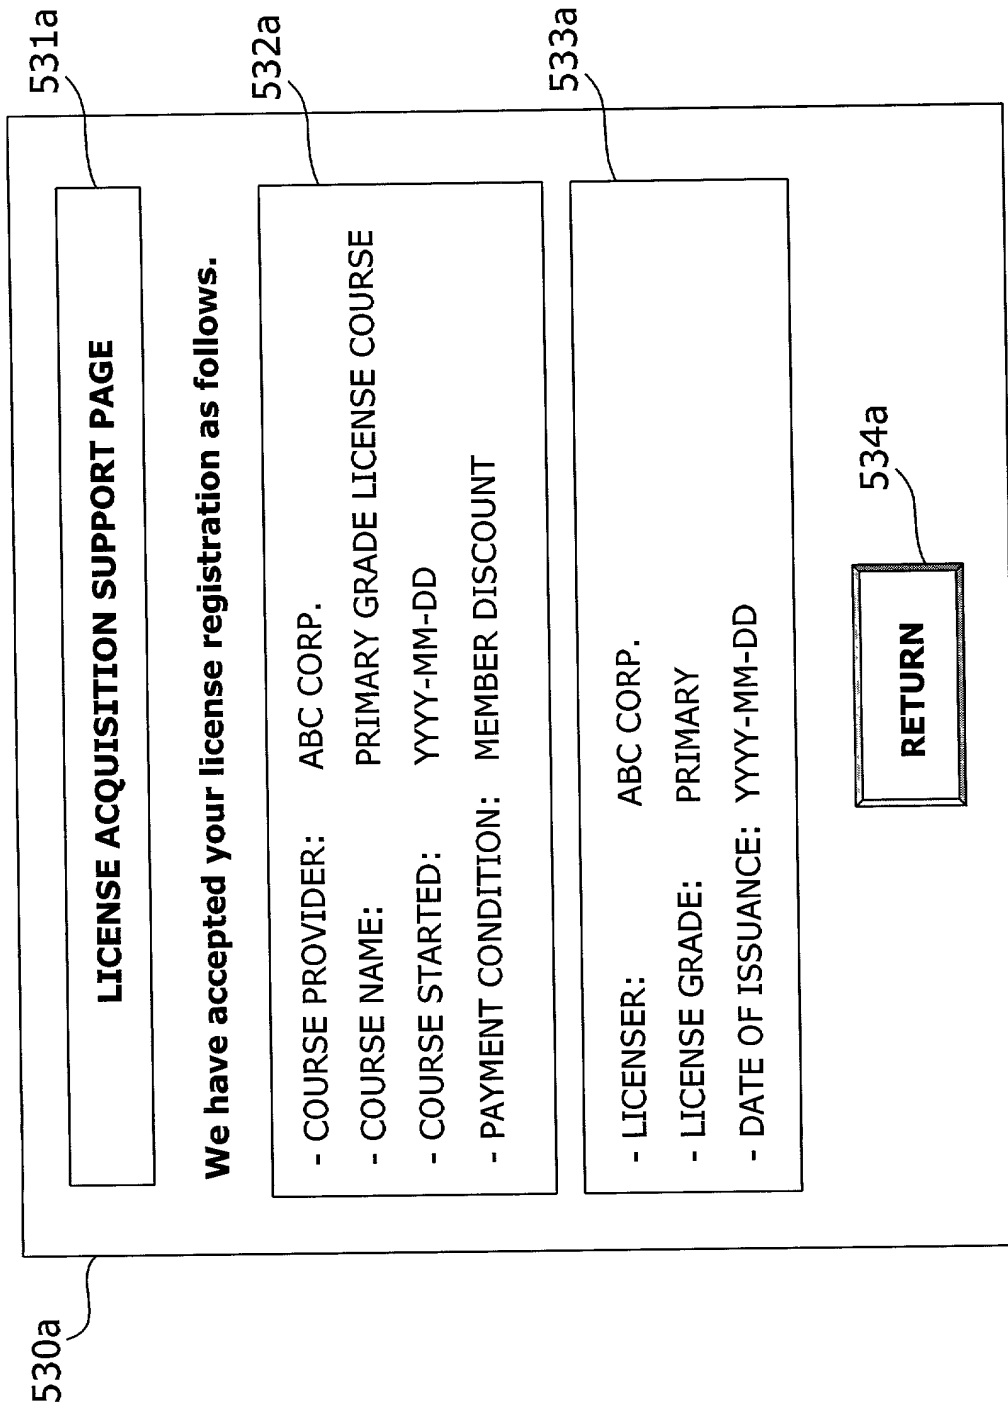 530a
531a
LICENSE ACQUISITION SUPPORT PAGE
We have accepted your license registration as follows.
532a
- COURSE PROVIDER: ABC CORP.
- COURSE NAME: PRIMARY GRADE LICENSE COURSE
- COURSE STARTED: YYYY-MM-DD
- PAYMENT CONDITION: MEMBER DISCOUNT
533a
- LICENSER: ABC CORP.
- LICENSE GRADE: PRIMARY
- DATE OF ISSUANCE: YYYY-MM-DD
534a
RETURN